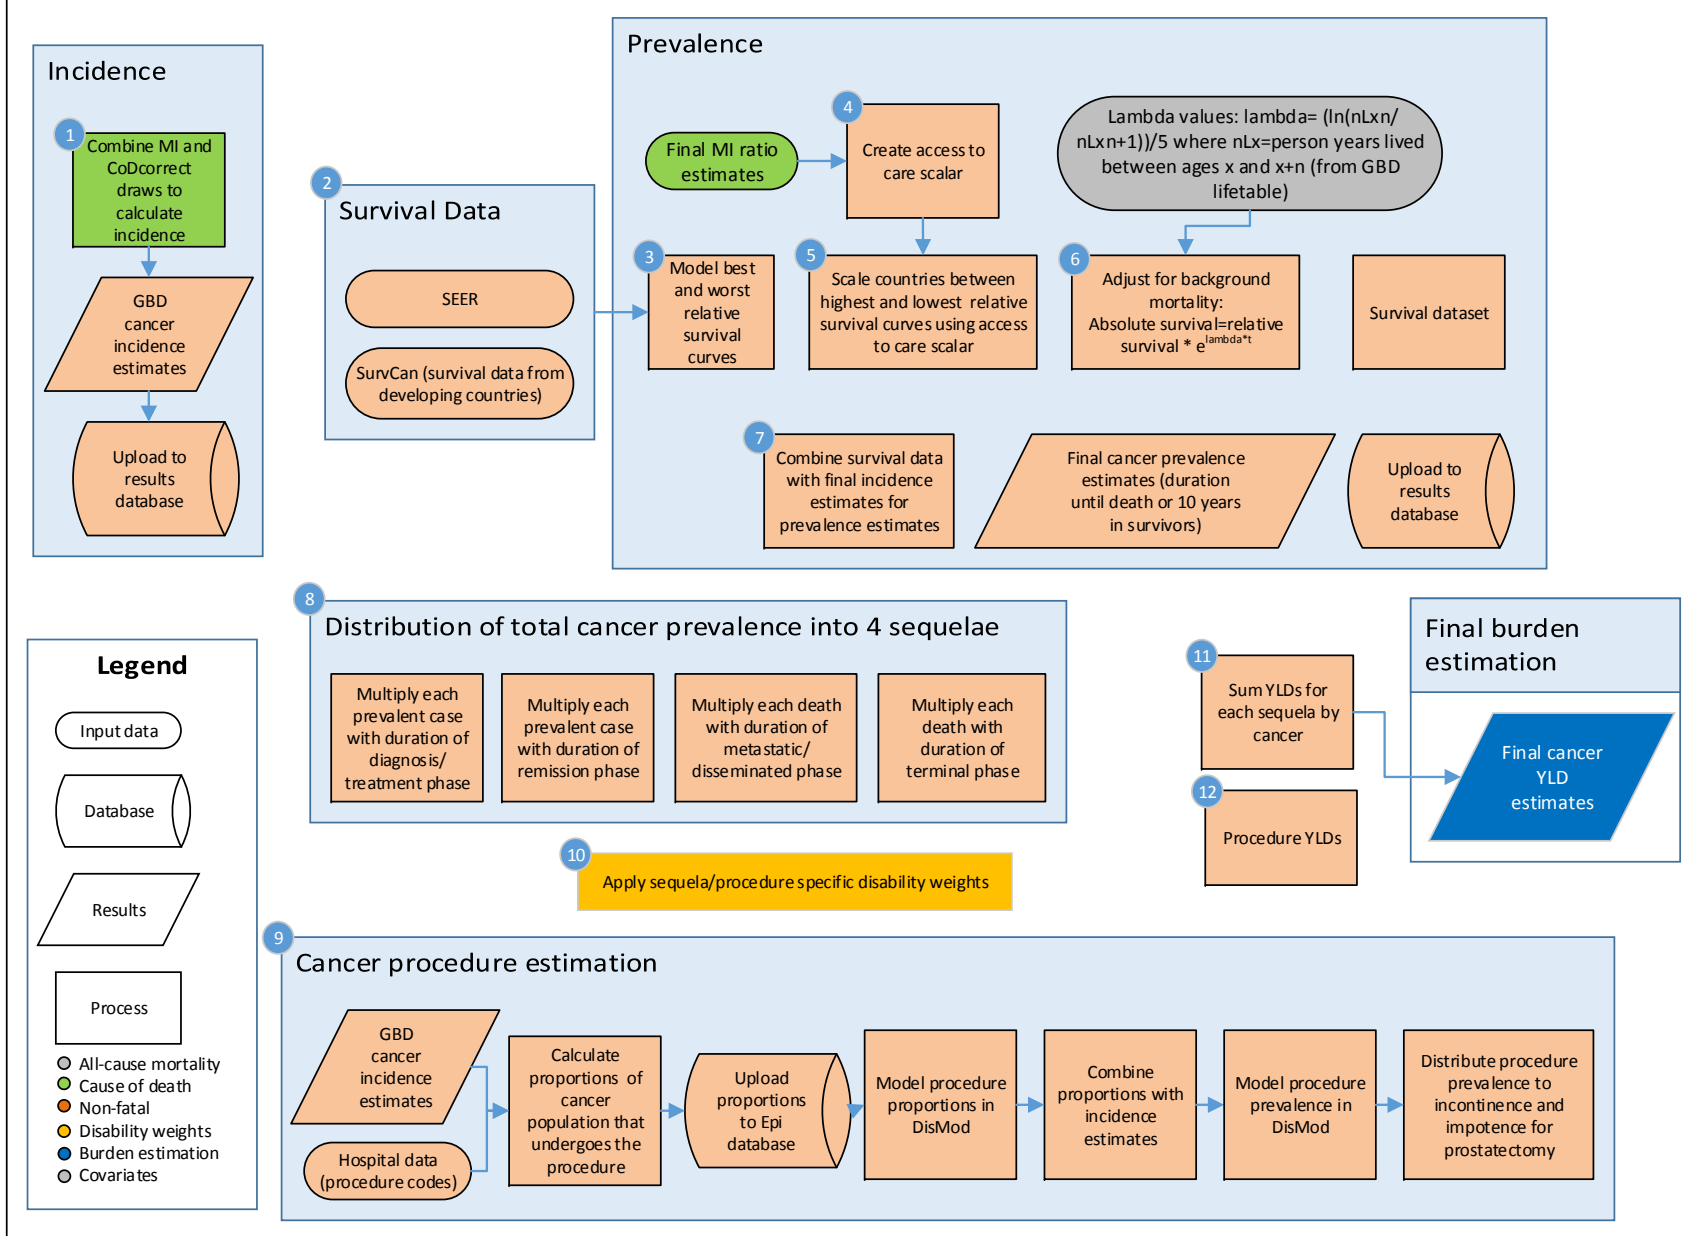 Incidence
1
Combine MI and
CoDcorrect
draws to
calculate
incidence
GBD
cancer
incidence
estimates
Upload to
results
database
2
Survival Data
SEER
SurvCan (survival data from
developing countries)
Prevalence
Final MI ratio
estimates
4
Create access to
care scalar
Lambda values: lambda= (ln(nLxn/
nLxn+1))/5 where nLx=person years lived
between ages x and x+n (from GBD
lifetable)
3
Model best
and worst
relative
survival
curves
5
Scale countries between
highest and lowest relative
survival curves using access
to care scalar
6
Adjust for background
mortality:
Absolute survival=relative
survival * e^lambda*t
Survival dataset
7
Combine survival data
with final incidence
estimates for
prevalence estimates
Final cancer prevalence
estimates (duration
until death or 10 years
in survivors)
Upload to
results
database
8
Distribution of total cancer prevalence into 4 sequelae
Multiply each
prevalent case
with duration of
diagnosis/
treatment phase
Multiply each
prevalent case
with duration of
remission phase
Multiply each death
with duration of
metastatic/
disseminated phase
Multiply each
death with
duration of
terminal phase
11
Sum YLDs for
each sequela by
cancer
12
Procedure YLDs
Final burden
estimation
Final cancer
YLD
estimates
10
Apply sequela/procedure specific disability weights
9
Cancer procedure estimation
GBD
cancer
incidence
estimates
Hospital data
(procedure codes)
Calculate
proportions of
cancer
population that
undergoes the
procedure
Upload
proportions
to Epi
database
Model procedure
proportions in
DisMod
Combine
proportions with
incidence
estimates
Model procedure
prevalence in
DisMod
Distribute procedure
prevalence to
incontinence and
impotence for
prostatectomy
Legend
Input data
Database
Results
Process
All-cause mortality
Cause of death
Non-fatal
Disability weights
Burden estimation
Covariates